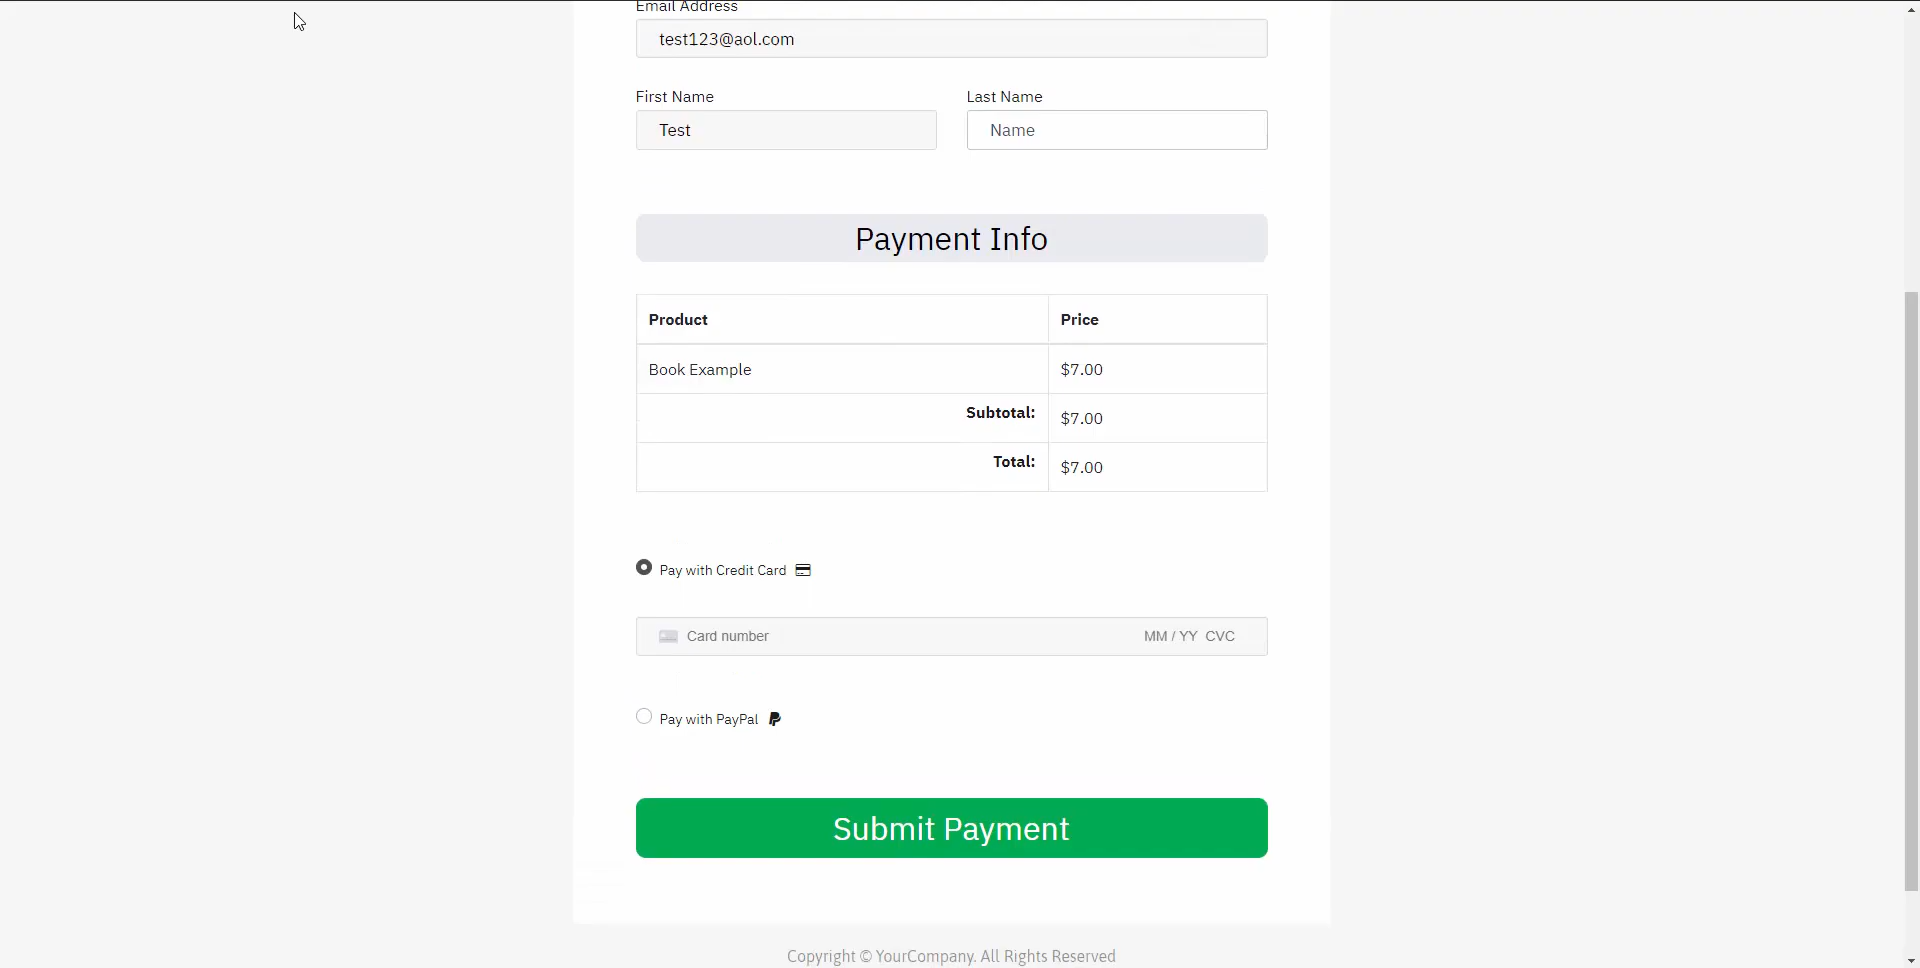 Email Address
test123@aol.com
First Name
Last Name
Test
Name
Payment Info
Product
Price
Book Example
$7.00
Subtotal:
$7.00
Total:
$7.00
Pay with Credit Card
Card number
MM / YY CVC
Pay with PayPal
Submit Payment
Copyright © YourCompany. All Rights Reserved